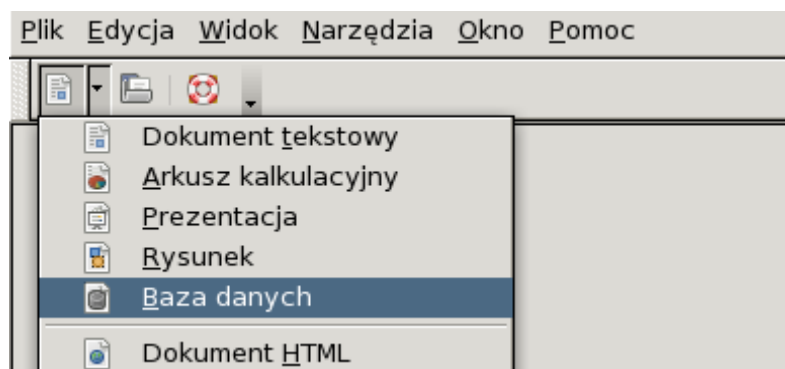 Plik Edycja Widok Narzędzia Okno Pomoc
Dokument tekstowy
Arkusz kalkulacyjny
Prezentacja
Rysunek
Baza danych
Dokument HTML